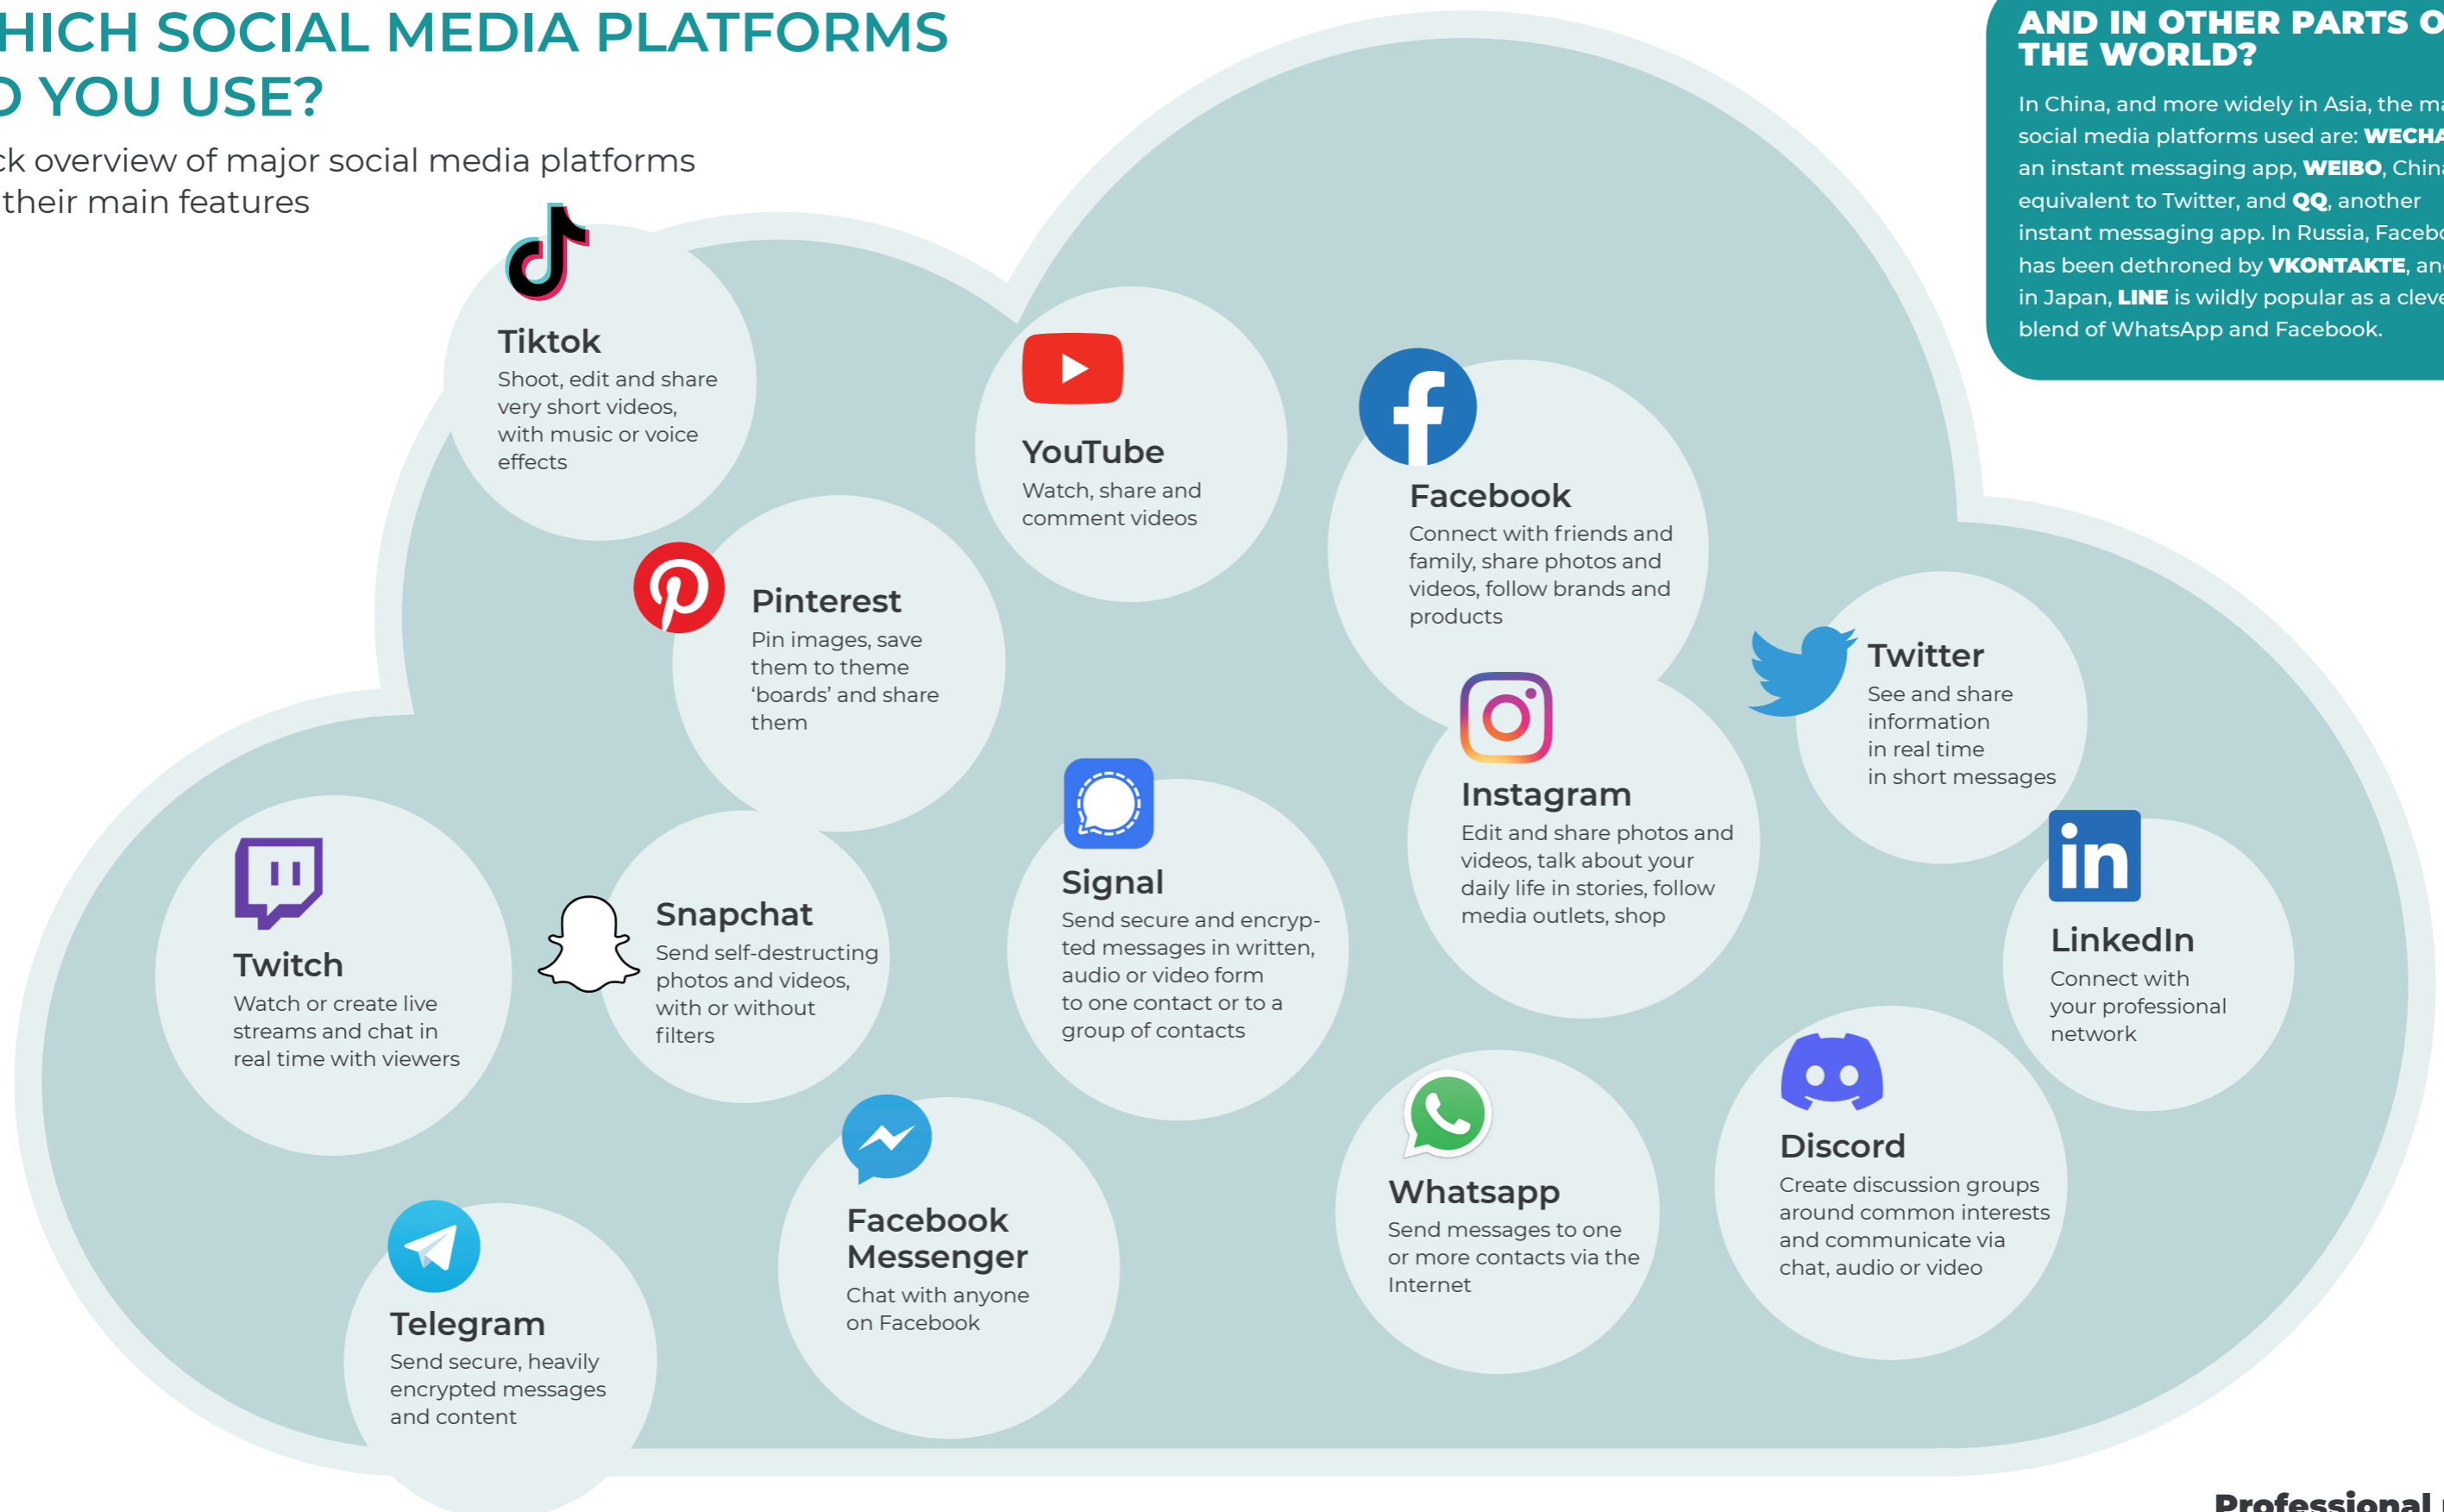 HICH SOCIAL MEDIA PLATFORMS
YOU USE?
overview of major social media platforms
their main features
AND IN OTHER PARTS
THE WORLD?
In China, and more widely in Asia, the
social media platforms used are:
an instant messaging app, WEIBO,
equivalent to Twitter, and QQ, another
instant messaging app. In Russia,
has been dethroned by VKONTAKTE,
in Japan, LINE is wildly popular as a
blend of WhatsApp and Facebook.
Tiktok
Shoot, edit and share
very short videos,
with music or voice
effects
YouTube
Watch, share and
comment videos
Facebook
Connect with friends and
family, share photos and
videos, follow brands and
products
Pinterest
Pin images, save
them to theme
‘boards’ and share
them
Twitter
See and share
information
in real time
in short messages
Instagram
Edit and share photos and
videos, talk about your
daily life in stories, follow
media outlets, shop
Signal
Send secure and encryp-
ted messages in written,
audio or video form
to one contact or to a
group of contacts
in
LinkedIn
Connect with
your professional
network
Twitch
Watch or create live
streams and chat in
real time with viewers
Snapchat
Send self-destructing
photos and videos,
with or without
filters
Discord
Create discussion groups
around common interests
and communicate via
chat, audio or video
Whatsapp
Send messages to one
or more contacts via the
Internet
Facebook
Messenger
Chat with anyone
on Facebook
Telegram
Send secure, heavily
encrypted messages
and content
Professional